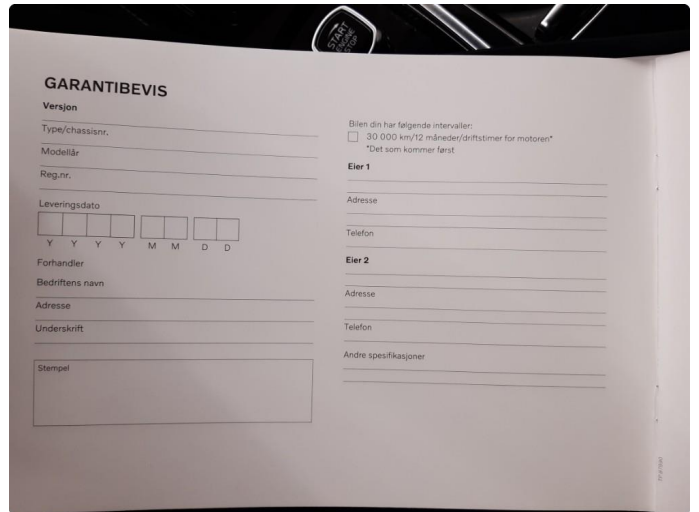 START
ENGINE
STOP
GARANTIBEVIS
Versjon
Type/chassisnr.
Modellår
Reg.nr.
Leveringsdato
Y Y Y Y M M D D
Forhandler
Bedriftens navn
Adresse
Underskrift
Stempel
Bilen din har følgende intervaller:
30 000 km/12 måneder/driftstimer for motoren*
*Det som kommer først
Eier 1
Adresse
Telefon
Eier 2
Adresse
Telefon
Andre spesifikasjoner